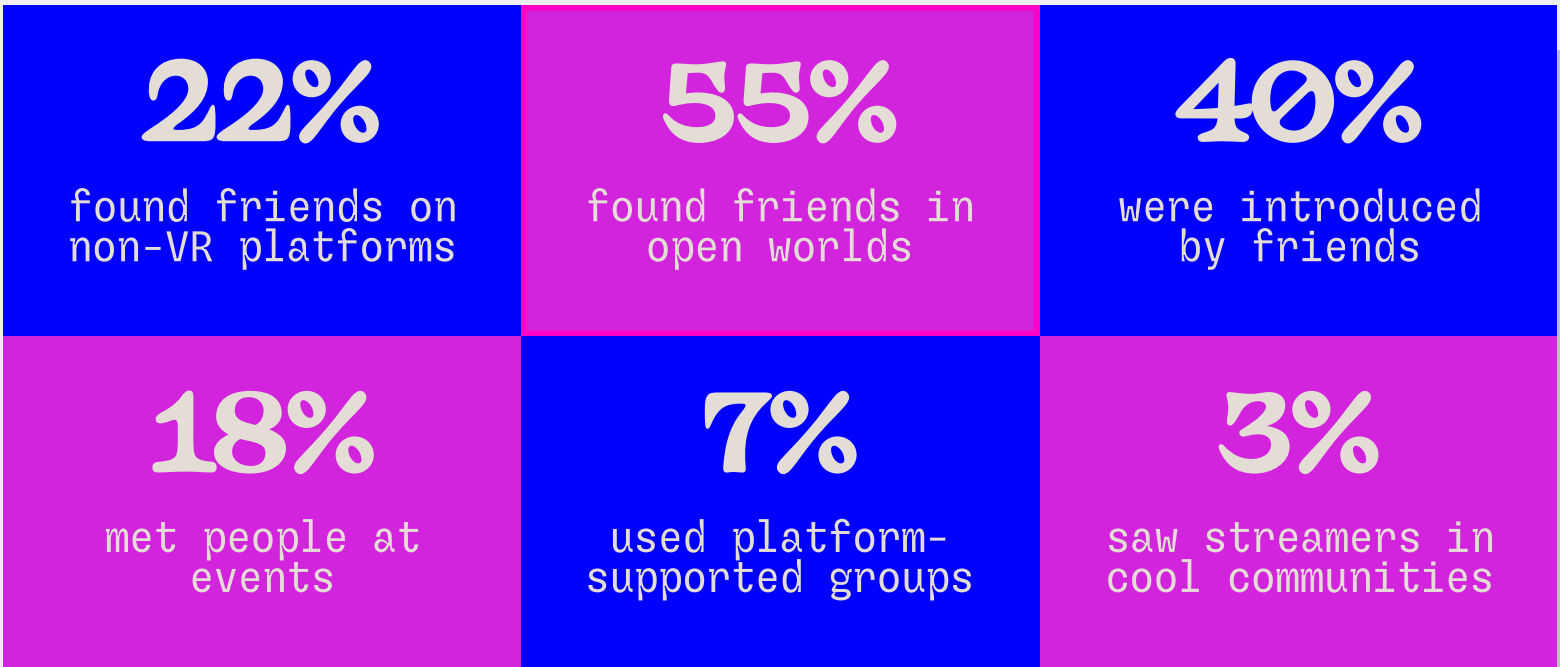 22%
found friends on
non-VR platforms
55%
found friends in
open worlds
40%
were introduced
by friends
18%
met people at
events
7%
used platform-
supported groups
3%
saw streamers in
cool communities